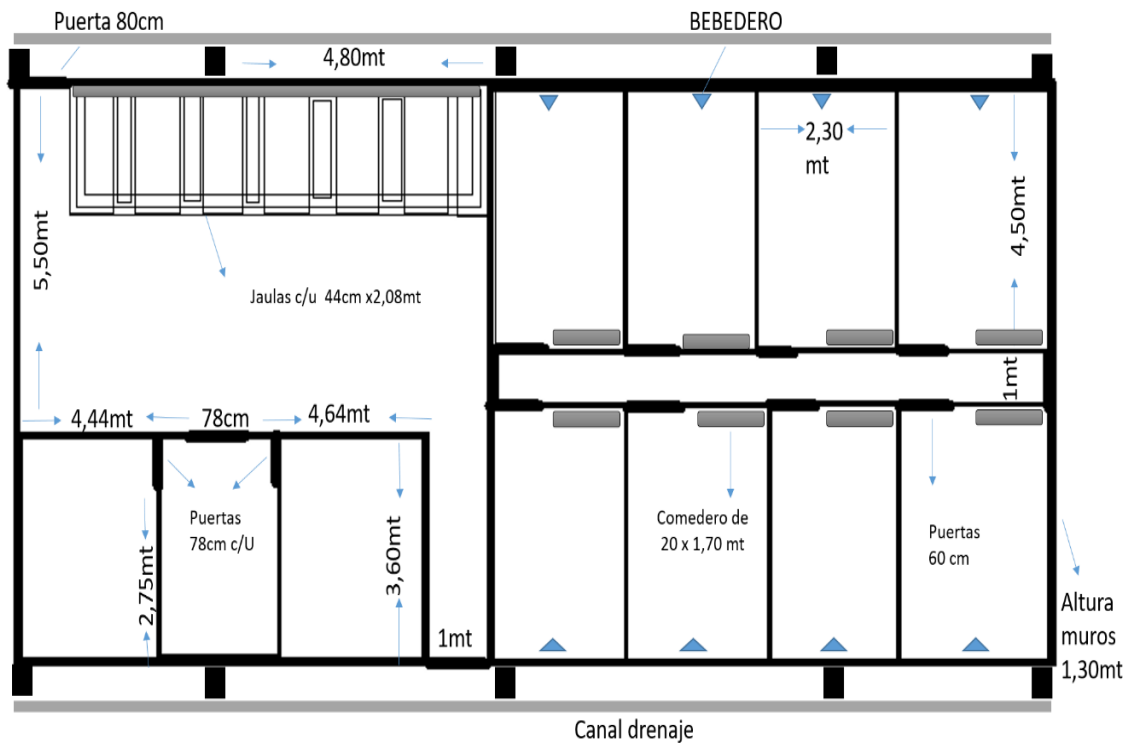 Puerta 80cm
BEBEDERO
4,80mt
2,30
mt
4,50mt
5,50mt
Jaulas c/u  44cm x2,08mt
1mt
4,44mt
78cm
4,64mt
Puertas
78cm c/U
2,75mt
3,60mt
1mt
Comedero de
20 x 1,70 mt
Puertas
60 cm
Altura
muros
1,30mt
Canal drenaje